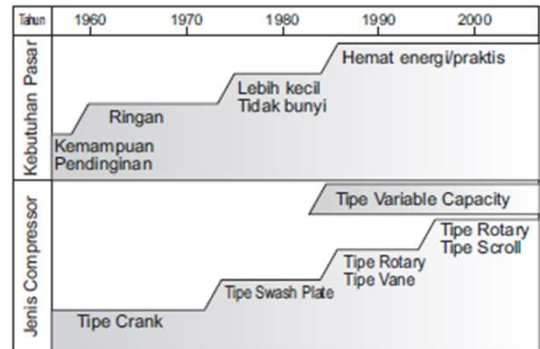 Tahun 1960 1970 1980 1990 2000
Kebutuhan Pasar
Hemat energi/praktis
Lebih kecil
Tidak bunyi
Ringan
Kemampuan
Pendinginan
Jenis Compressor
Tipe Variable Capacity
Tipe Rotary
Tipe Scroll
Tipe Rotary
Tipe Vane
Tipe Swash Plate
Tipe Crank